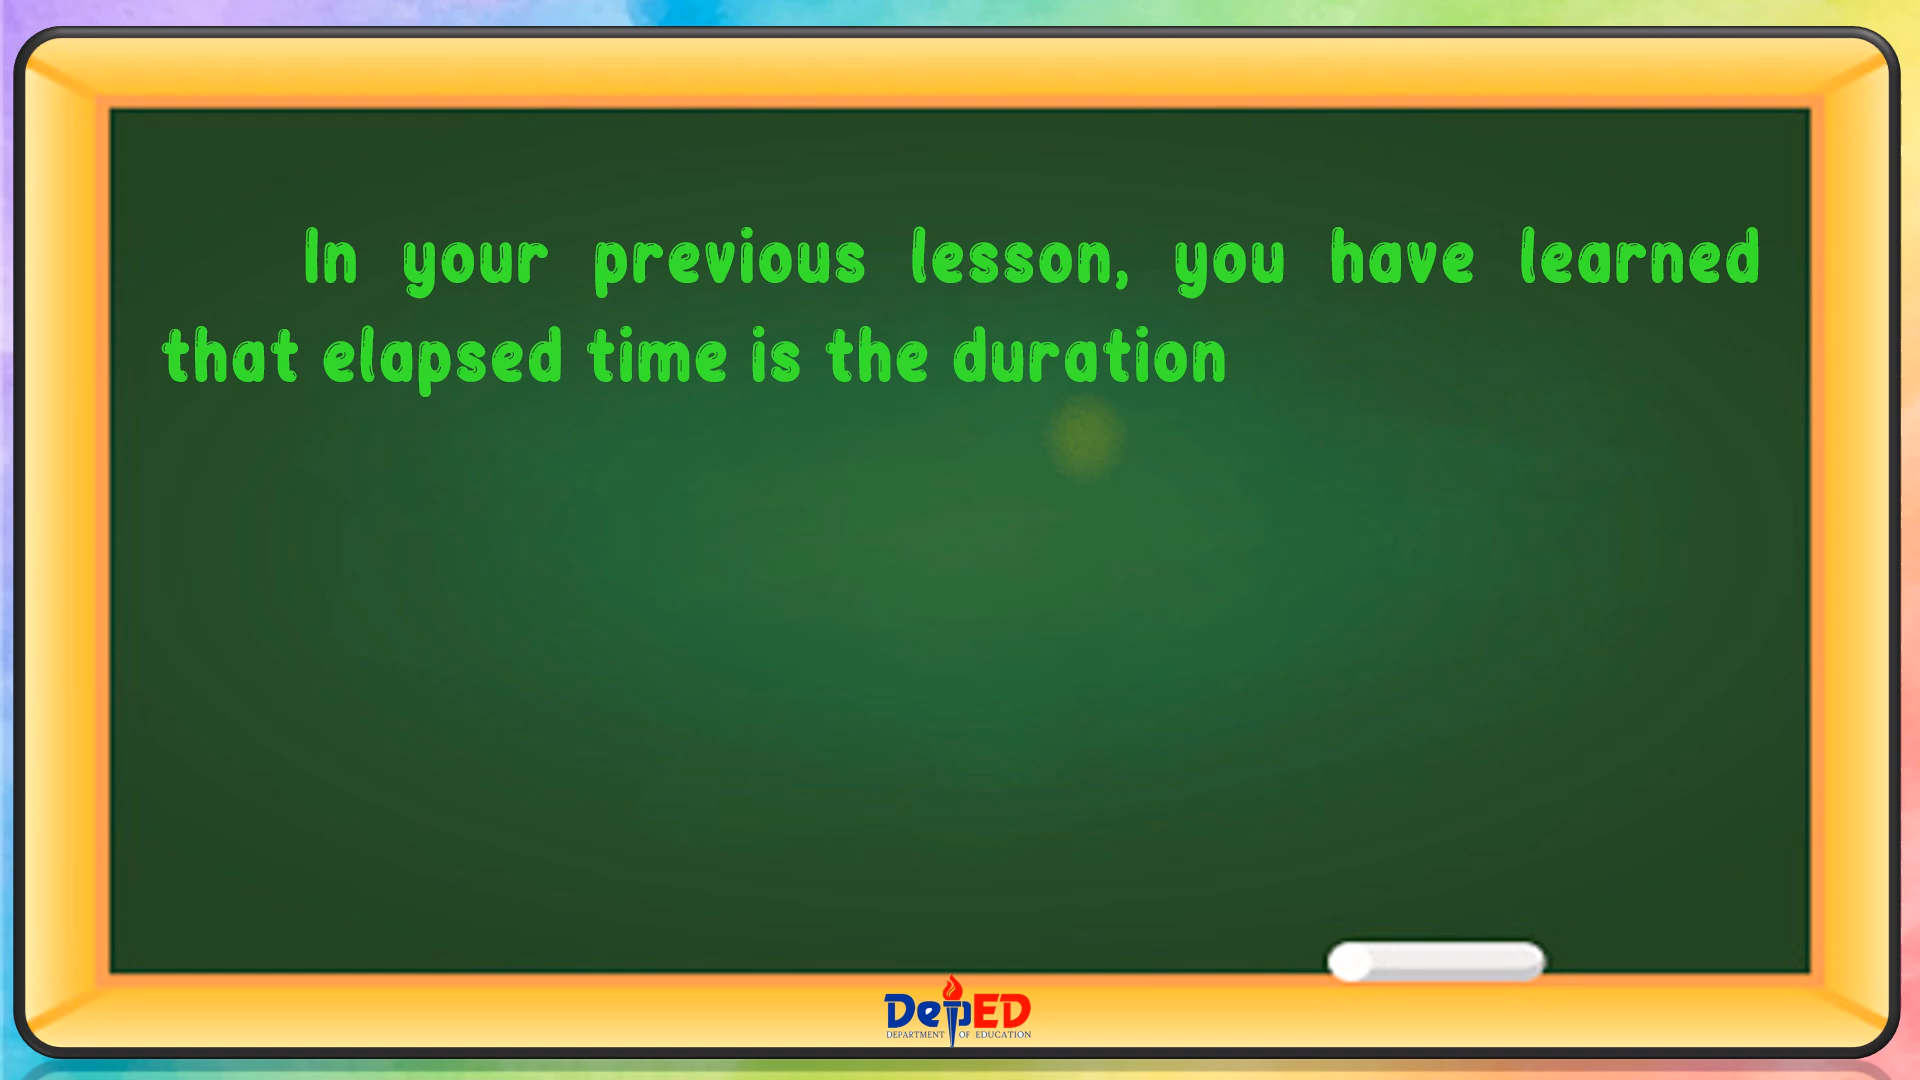 In your previous lesson, you have learned
that elapsed time is the duration
DepED
DEPARTMENT OF EDUCATION